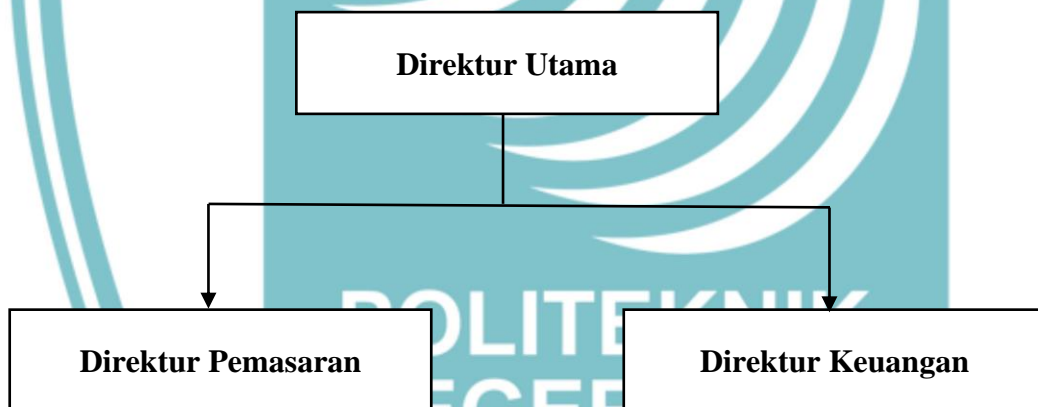 Direktur Utama
POLITEKNIK
Direktur Pemasaran
Direktur Keuangan